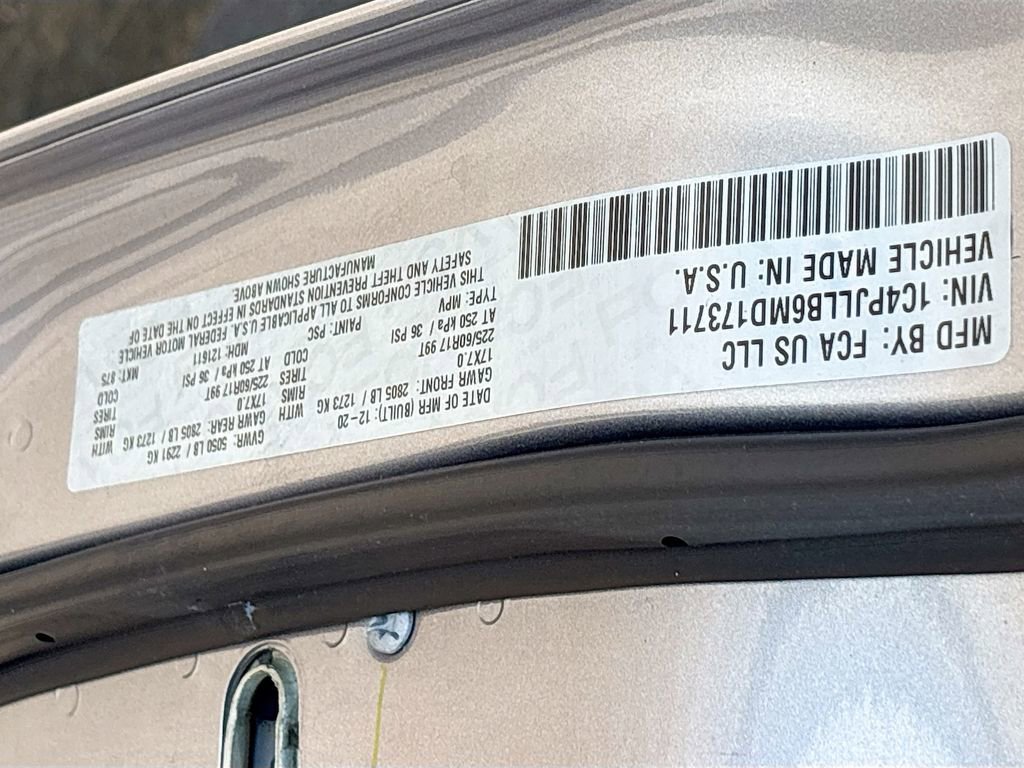 MFD BY: FCA US LLC
VIN: 1C4PJLLB6MD173711
VEHICLE MADE IN: U.S.A.
DATE OF MFR (BUILT): 12-20
GVWR: 5050 LB / 2291 KG
GAWR FRONT: 2805 LB / 1273 KG WITH
GAWR REAR: 2805 LB / 1273 KG WITH
17X7.0 RIMS
17X7.0 RIMS
225/60R17 99T TIRES
225/60R17 99T TIRES
AT 250 kPa / 36 PSI COLD
AT 250 kPa / 36 PSI COLD
TYPE: MPV
PAINT: PSC
MDH: 121611
MKT: 875
THIS VEHICLE CONFORMS TO ALL APPLICABLE U.S.A. FEDERAL MOTOR VEHICLE
SAFETY AND THEFT PREVENTION STANDARDS IN EFFECT ON THE DATE OF
MANUFACTURE SHOWN ABOVE.